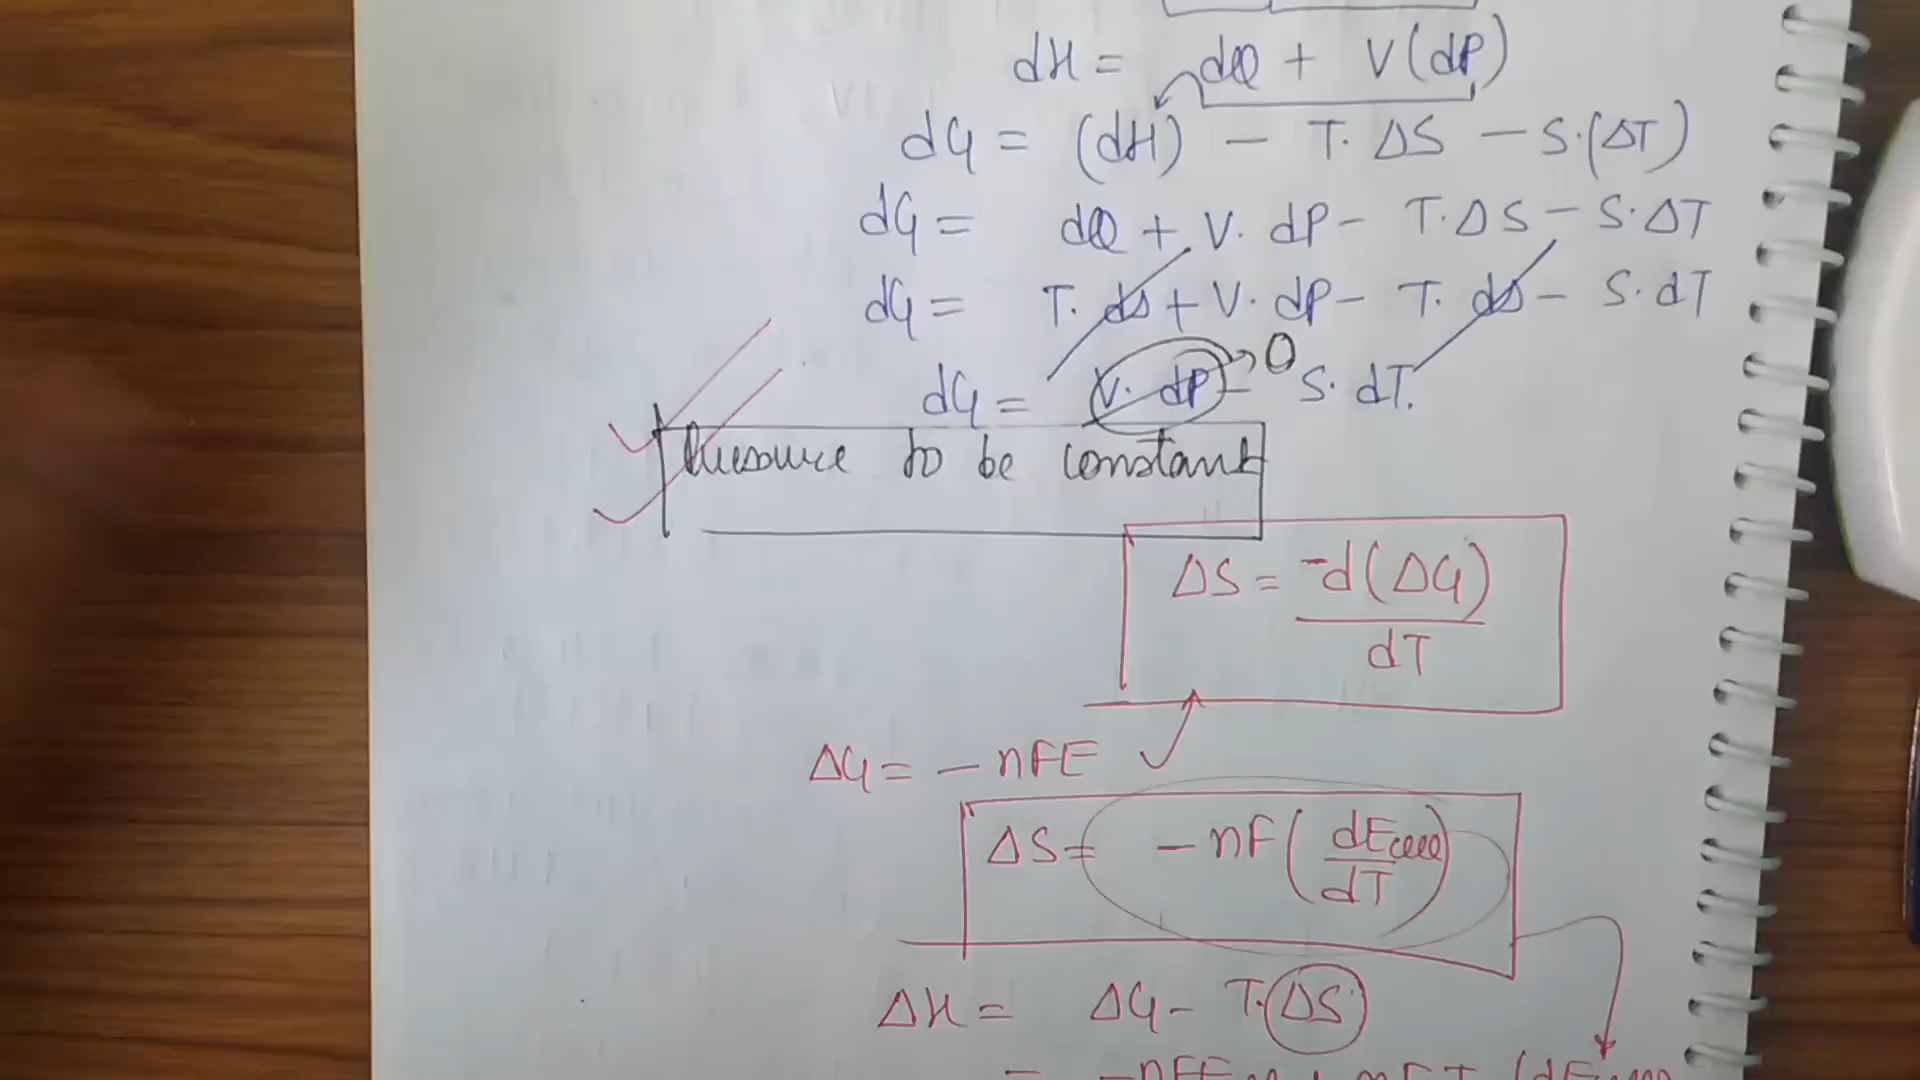 dH = dQ + V(dP)
dG = (dH) - T. ΔS - S.(ΔT)
dG = dQ + V. dP - T.ΔS - S.ΔT
dG = T. ds + V. dP - T. ds - S.dT
dG = V. dP - 0 S. dT.
Pressure to be constant
ΔS = -d(ΔG)
dT
ΔG = - nFE
ΔS = - nF(dEcell
dT)
ΔH = ΔG - T.ΔS